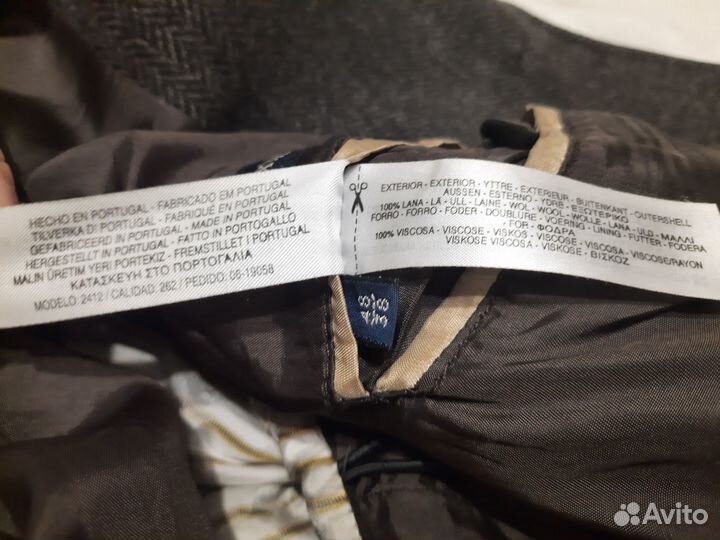 HECHO EN PORTUGAL - FABRICADO EM PORTUGAL
TILVERKA DI PORTUGAL - FABRIQUÉ EN PORTUGAL
GEFABRICEERD IN PORTUGAL - MADE IN PORTUGAL
HERGESTELLT IN PORTUGAL - FATTO IN PORTOGALLO
MALIN ÜRETIM YERI PORTEKIZ - FREMSTILLET I PORTUGAL
ΚΑΤΑΣΚΕΥΗ ΣΤΟ ΠΟΡΤΟΓΑΛΙΑ
MODELO: 2412 / CALIDAD: 262 / PEDIDO: 06-19058
EXTERIOR - EXTERIOR - YTTRE - EXTERIEUR - BUITENKANT - OUTERSHELL
AUSSEN - ESTERNO - YDRE - ΕΞΩΤΕΡΙΚΟ
100% LANA - LÃ - ULL - LAINE - WOL - WOOL - WOLLE - LANA - ULD - ΜΑΛΛΙ
FORRO - FORRO - FODER - DOUBLURE - VOERING - LINING - FUTTER - FODERA
- FOR - ΦΟΔΡΑ
100% VISCOSA - VISCOSE - VISKOS - VISCOSE - VISCOSE - VISCOSE/RAYON
VISKOSE - VISCOSE - VISKOSE - ΒΙΣΚΟΖ
Avito